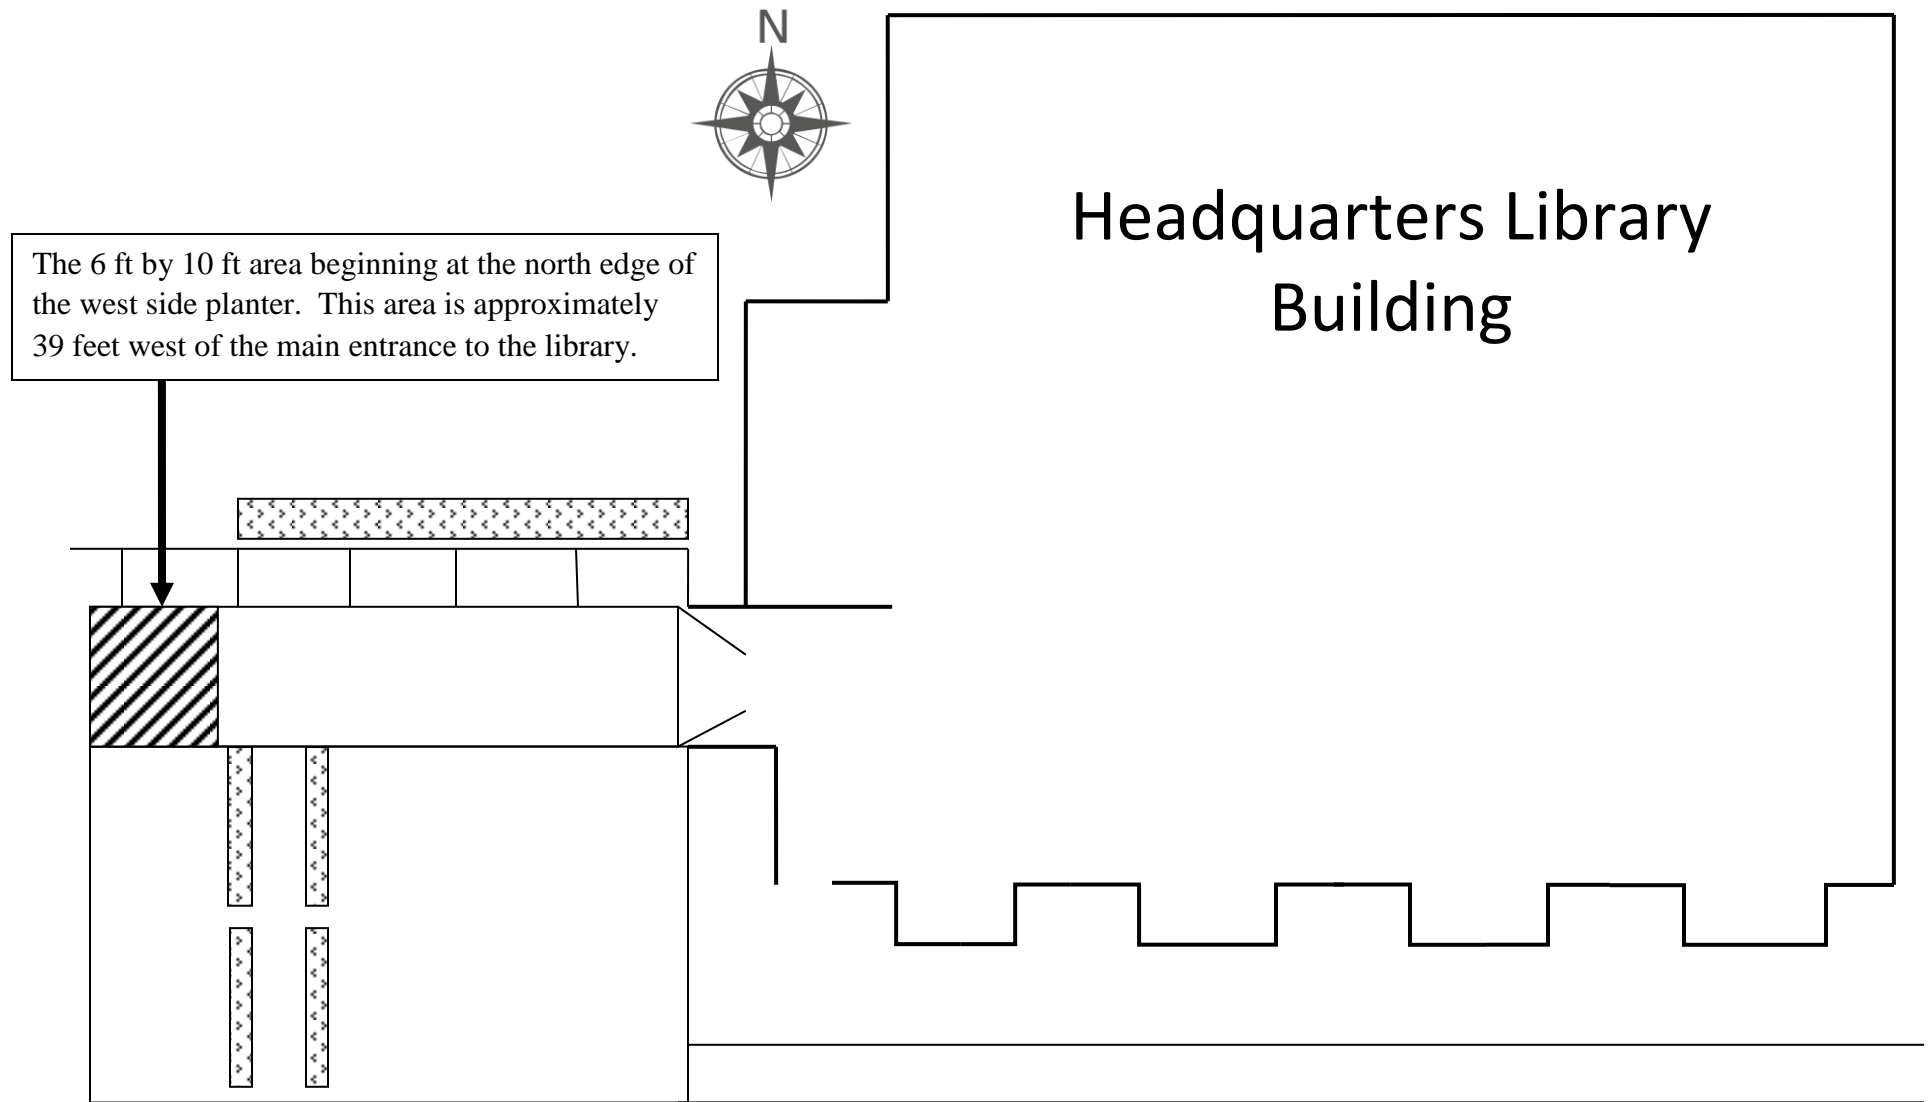 N
Headquarters Library
Building
The 6 ft by 10 ft area beginning at the north edge of
the west side planter.  This area is approximately
39 feet west of the main entrance to the library.